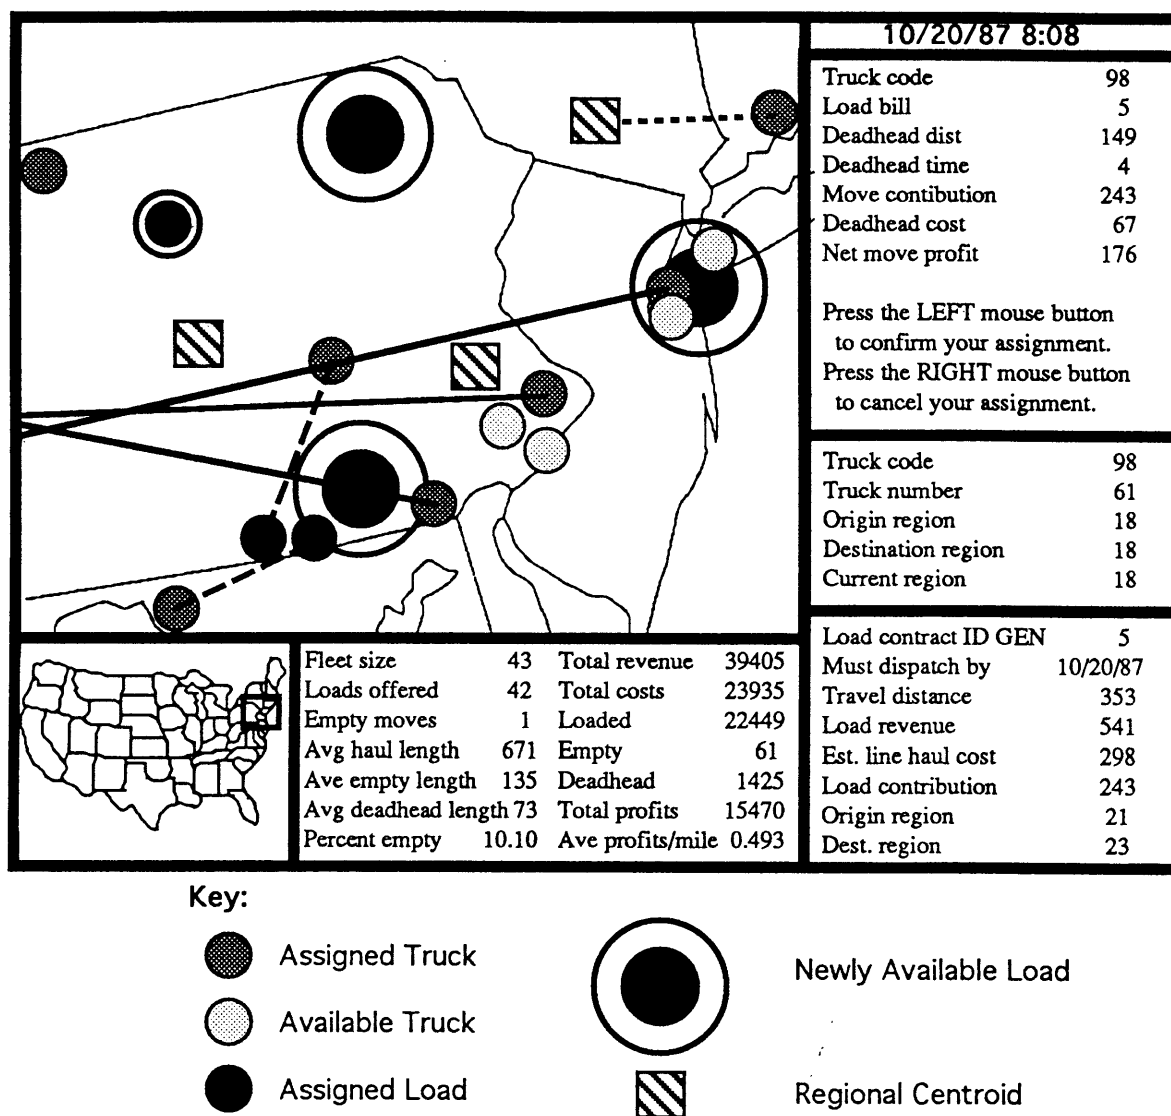 10/20/87 8:08
Truck code 98
Load bill 5
Deadhead dist 149
Deadhead time 4
Move contibution 243
Deadhead cost 67
Net move profit 176
Press the LEFT mouse button
to confirm your assignment.
Press the RIGHT mouse button
to cancel your assignment.
Truck code 98
Truck number 61
Origin region 18
Destination region 18
Current region 18
Load contract ID GEN 5
Must dispatch by 10/20/87
Travel distance 353
Load revenue 541
Est. line haul cost 298
Load contribution 243
Origin region 21
Dest. region 23
Fleet size 43 Total revenue 39405
Loads offered 42 Total costs 23935
Empty moves 1 Loaded 22449
Avg haul length 671 Empty 61
Ave empty length 135 Deadhead 1425
Avg deadhead length 73 Total profits 15470
Percent empty 10.10 Ave profits/mile 0.493
Key:
Assigned Truck
Available Truck
Assigned Load
Newly Available Load
Regional Centroid